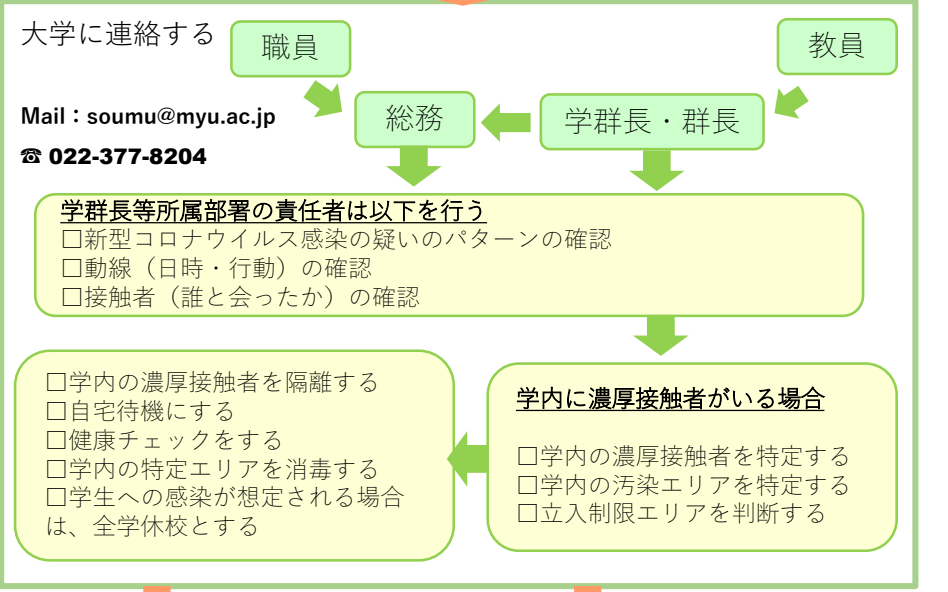 大学に連絡する
職員
教員
Mail：soumu@myu.ac.jp
総務
学群長・群長
☎ 022-377-8204
学群長等所属部署の責任者は以下を行う
□新型コロナウイルス感染の疑いのパターンの確認
□動線（日時・行動）の確認
□接触者（誰と会ったか）の確認
学内に濃厚接触者がいる場合
□学内の濃厚接触者を特定する
□学内の汚染エリアを特定する
□立入制限エリアを判断する
□学内の濃厚接触者を隔離する
□自宅待機にする
□健康チェックをする
□学内の特定エリアを消毒する
□学生への感染が想定される場合
は、全学休校とする